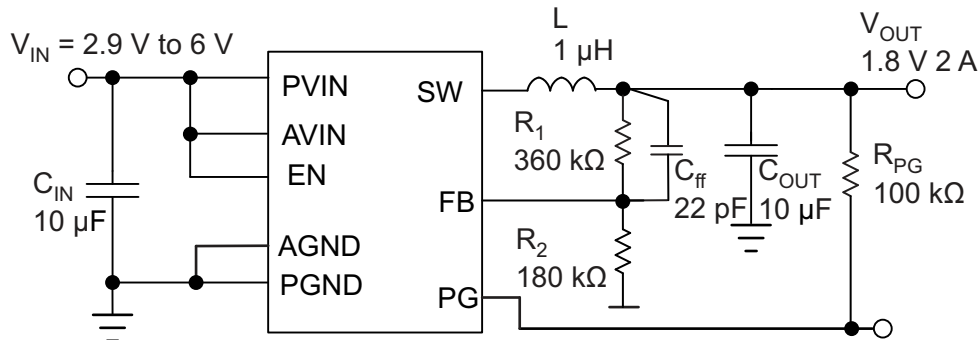 V_IN = 2.9 V to 6 V
L
1 µH
V_OUT
1.8 V 2 A
PVIN
AVIN
EN
AGND
PGND
SW
FB
PG
C_IN
10 µF
R_1
360 kΩ
C_ff
22 pF
C_OUT
10 µF
R_PG
100 kΩ
R_2
180 kΩ